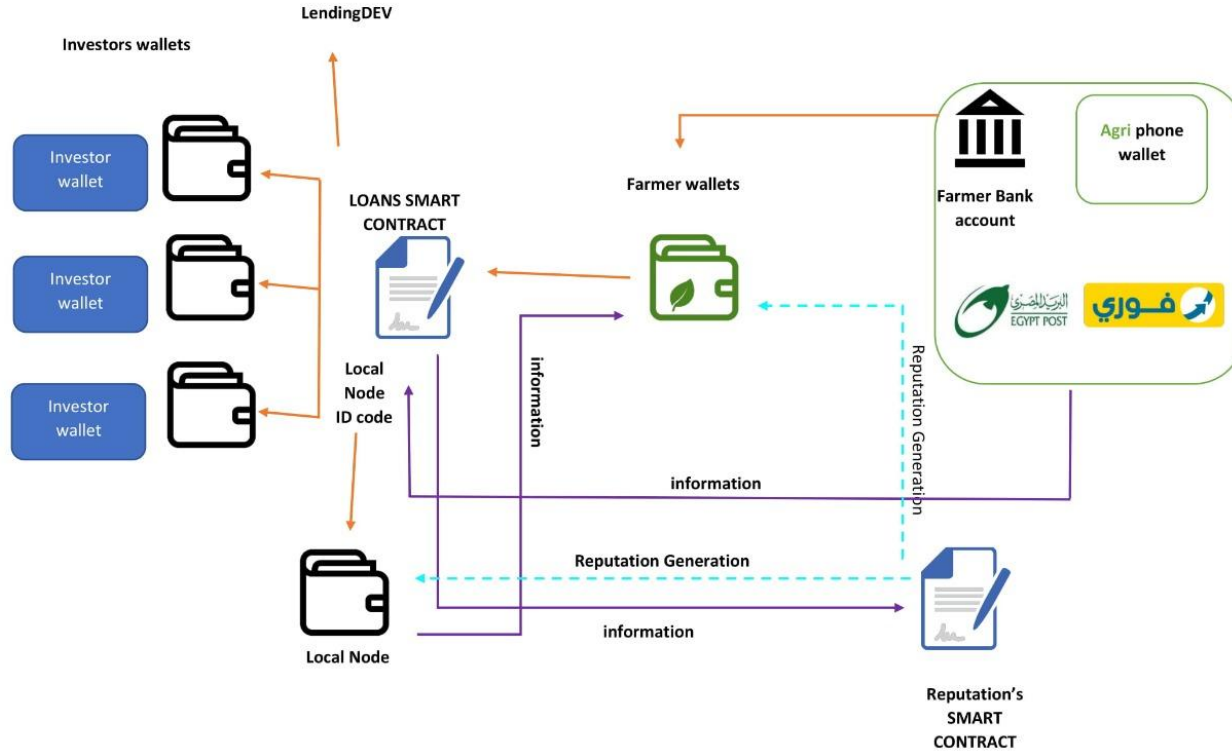 LendingDEV
Investors wallets
Investor
wallet
Investor
wallet
Investor
wallet
LOANS SMART
CONTRACT
Local
Node
ID code
Farmer wallets
Farmer Bank
account
Agri phone
wallet
البريد المصرى
EGYPT POST
فوري
information
Reputation Generation
information
Reputation Generation
information
Local Node
Reputation’s
SMART
CONTRACT